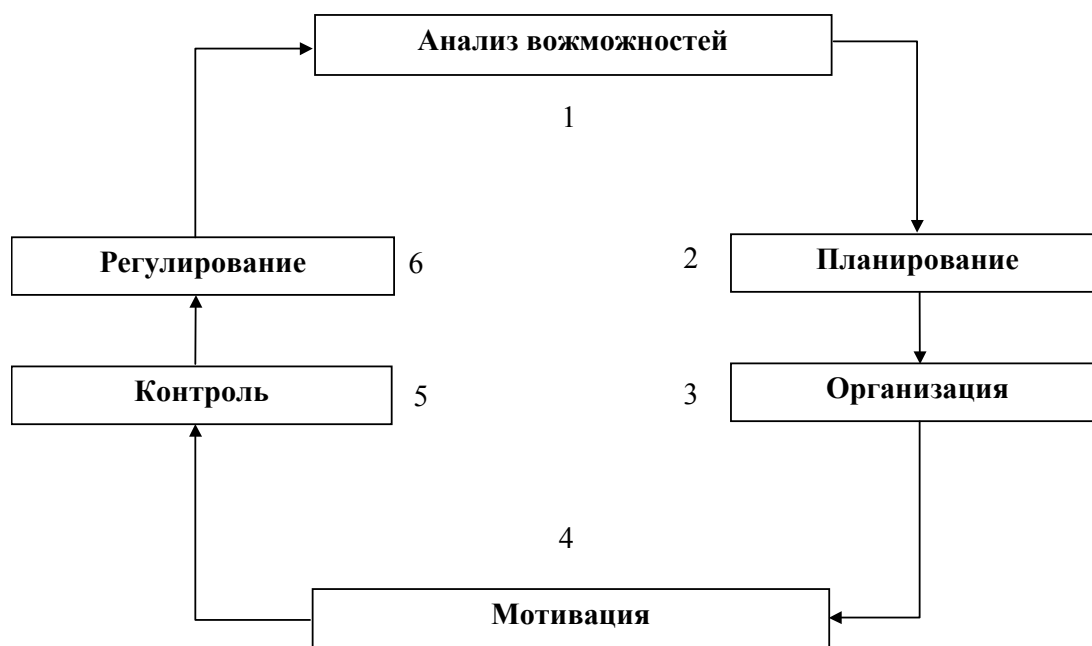 Анализ вожможностей
1
Регулирование
6
2
Планирование
Контроль
5
3
Организация
4
Мотивация